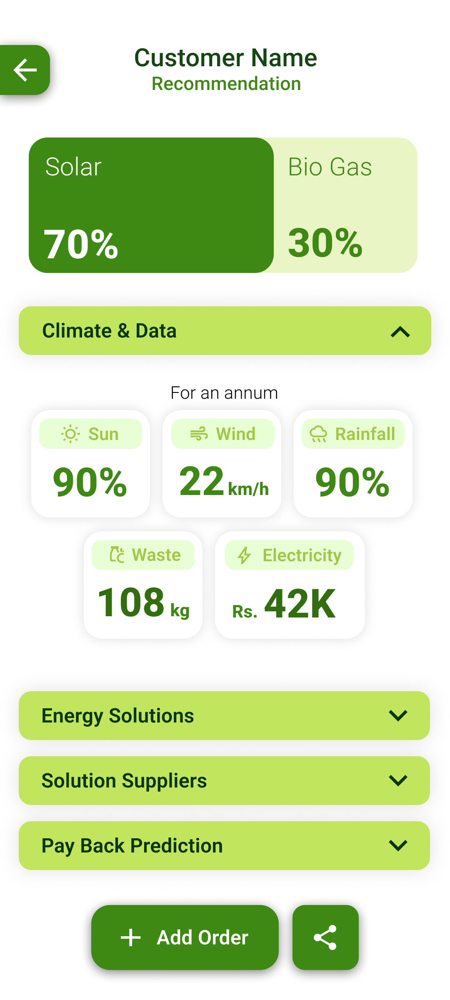 Customer Name
Recommendation
Solar
Bio Gas
70%
30%
Climate & Data
For an annum
Sun
Wind
Rainfall
90%
22 km/h
90%
Waste
Electricity
108 kg
Rs. 42K
Energy Solutions
Solution Suppliers
Pay Back Prediction
Add Order